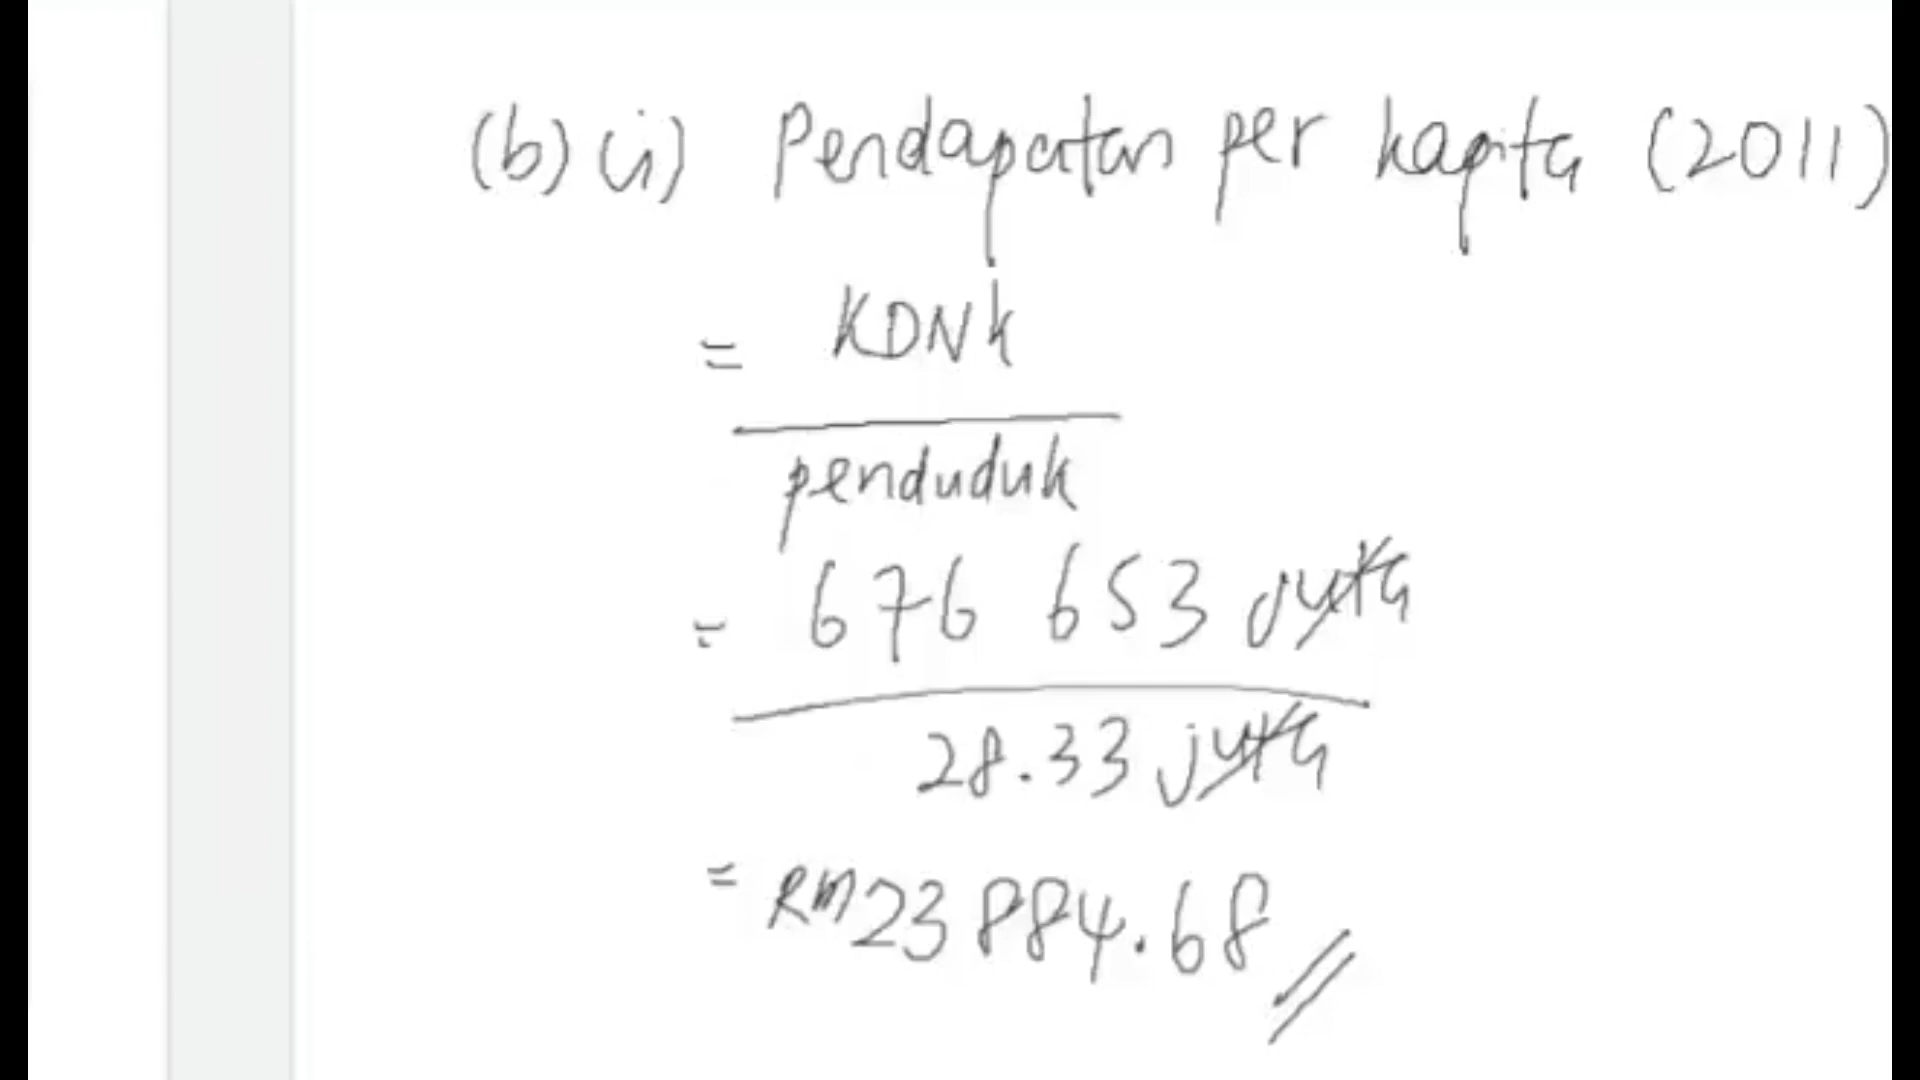 (b) (i) Pendapatan per kapita (2011)
= KDNK
penduduk
= 676 653 juta
28.33 juta
= RM23 884.68